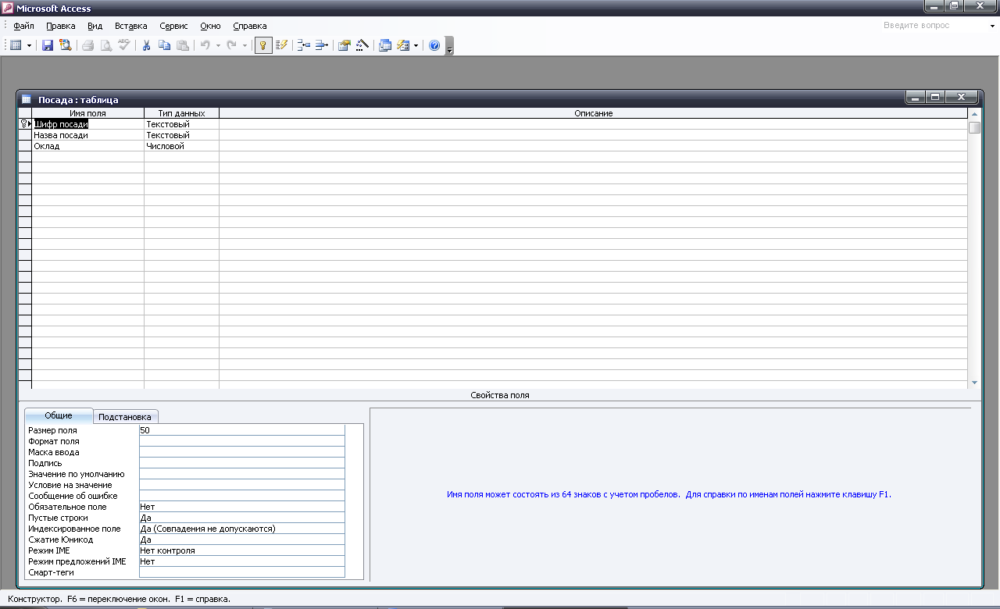 Microsoft Access
Файл Правка Вид Вставка Сервис Окно Справка Введите вопрос
Посада : таблица
Имя поля Тип данных Описание
Шифр посади Текстовый
Назва посади Текстовый
Оклад Числовой
Свойства поля
Общие Подстановка
Размер поля 50
Формат поля
Маска ввода
Подпись
Значение по умолчанию
Условие на значение
Сообщение об ошибке
Обязательное поле Нет
Пустые строки Да
Индексированное поле Да (Совпадения не допускаются)
Сжатие Юникод Да
Режим IME Нет контроля
Режим предложений IME Нет
Смарт-теги
Имя поля может состоять из 64 знаков с учетом пробелов. Для справки по именам полей нажмите клавишу F1.
Конструктор. F6 = переключение окон. F1 = справка.